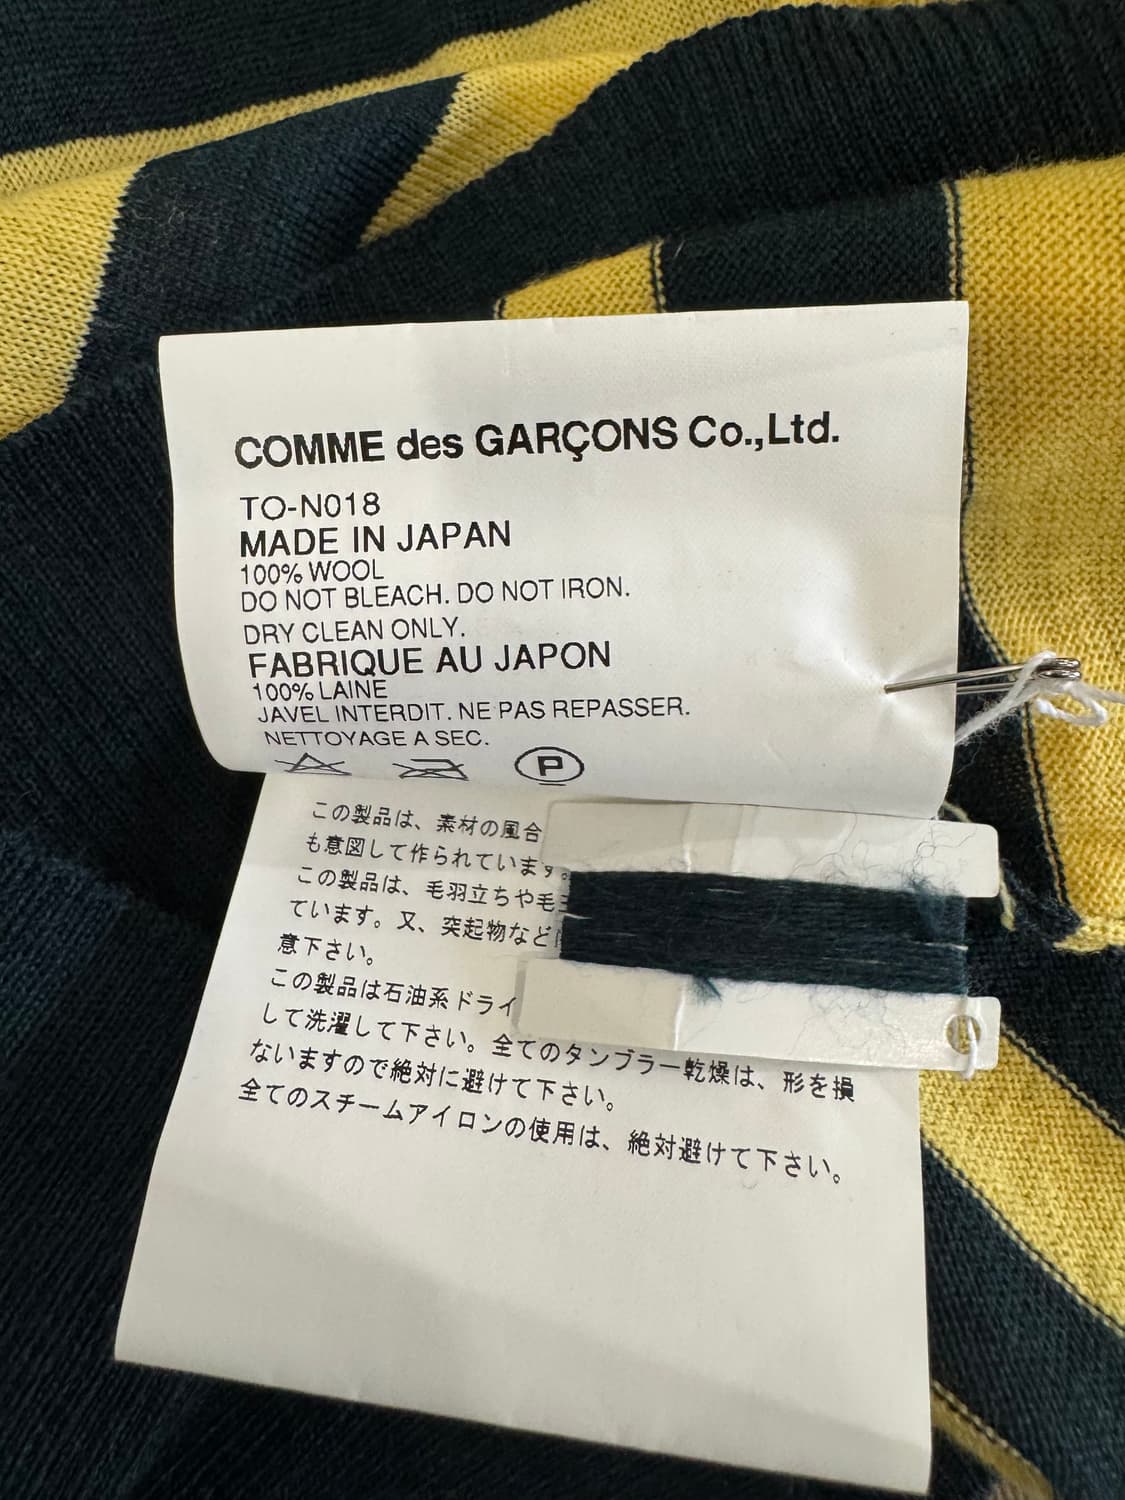 COMME des GARÇONS Co.,Ltd.
TO-N018
MADE IN JAPAN
100% WOOL
DO NOT BLEACH. DO NOT IRON.
DRY CLEAN ONLY.
FABRIQUE AU JAPON
100% LAINE
JAVEL INTERDIT. NE PAS REPASSER.
NETTOYAGE A SEC.
P
この製品は、素材の風合
も意図して作られています。
この製品は、毛羽立ちや毛
ています。又、突起物など
意下さい。
この製品は石油系ドライ
して洗濯して下さい。全てのタンブラー乾燥は、形を損
ないますので絶対に避けて下さい。
全てのスチームアイロンの使用は、絶対避けて下さい。